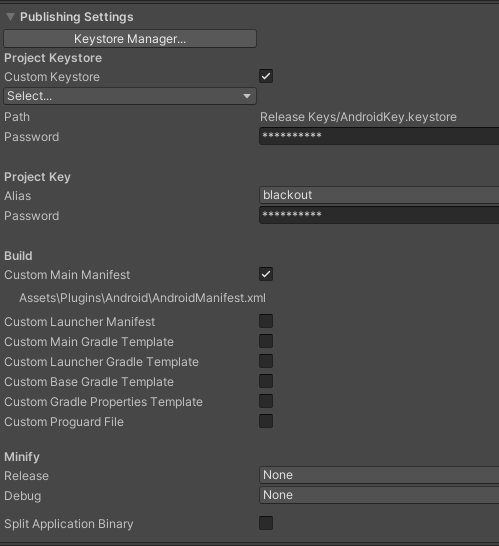 Publishing Settings
Keystore Manager...
Project Keystore
Custom Keystore
Select...
Path Release Keys/AndroidKey.keystore
Password **********
Project Key
Alias blackout
Password **********
Build
Custom Main Manifest
Assets\Plugins\Android\AndroidManifest.xml
Custom Launcher Manifest
Custom Main Gradle Template
Custom Launcher Gradle Template
Custom Base Gradle Template
Custom Gradle Properties Template
Custom Proguard File
Minify
Release None
Debug None
Split Application Binary